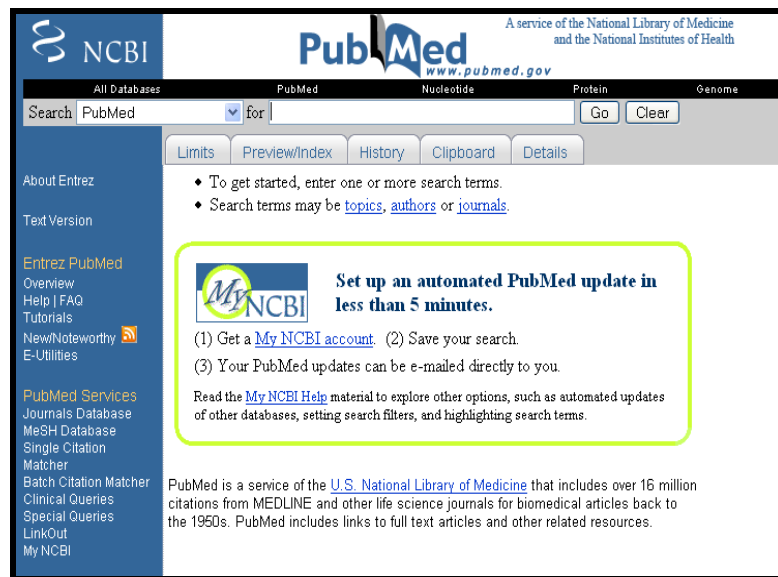 NCBI
PubMed
www.pubmed.gov
A service of the National Library of Medicine
and the National Institutes of Health
All Databases PubMed Nucleotide Protein Genome
Search PubMed for Go Clear
Limits Preview/Index History Clipboard Details
About Entrez
Text Version
Entrez PubMed
Overview
Help | FAQ
Tutorials
New/Noteworthy
E-Utilities
PubMed Services
Journals Database
MeSH Database
Single Citation
Matcher
Batch Citation Matcher
Clinical Queries
Special Queries
LinkOut
My NCBI
♦ To get started, enter one or more search terms.
♦ Search terms may be topics, authors or journals.
My NCBI
Set up an automated PubMed update in
less than 5 minutes.
(1) Get a My NCBI account. (2) Save your search.
(3) Your PubMed updates can be e-mailed directly to you.
Read the My NCBI Help material to explore other options, such as automated updates
of other databases, setting search filters, and highlighting search terms.
PubMed is a service of the U.S. National Library of Medicine that includes over 16 million
citations from MEDLINE and other life science journals for biomedical articles back to
the 1950s. PubMed includes links to full text articles and other related resources.